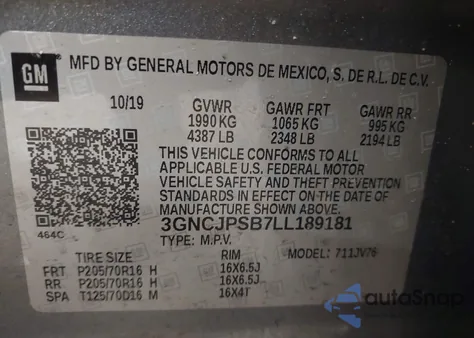 GM
MFD BY GENERAL MOTORS DE MEXICO, S. DE R.L. DE C.V.
10/19 GVWR GAWR FRT GAWR RR
1990 KG 1065 KG 995 KG
4387 LB 2348 LB 2194 LB
THIS VEHICLE CONFORMS TO ALL
APPLICABLE U.S. FEDERAL MOTOR
VEHICLE SAFETY AND THEFT PREVENTION
STANDARDS IN EFFECT ON THE DATE OF
MANUFACTURE SHOWN ABOVE.
464C
3GNCJPSB7LL189181
TYPE: M.P.V. MODEL: 711JV76
TIRE SIZE RIM
FRT P205/70R16 H 16X6.5J
RR P205/70R16 H 16X6.5J
SPA T125/70D16 M 16X4T
autoSnap